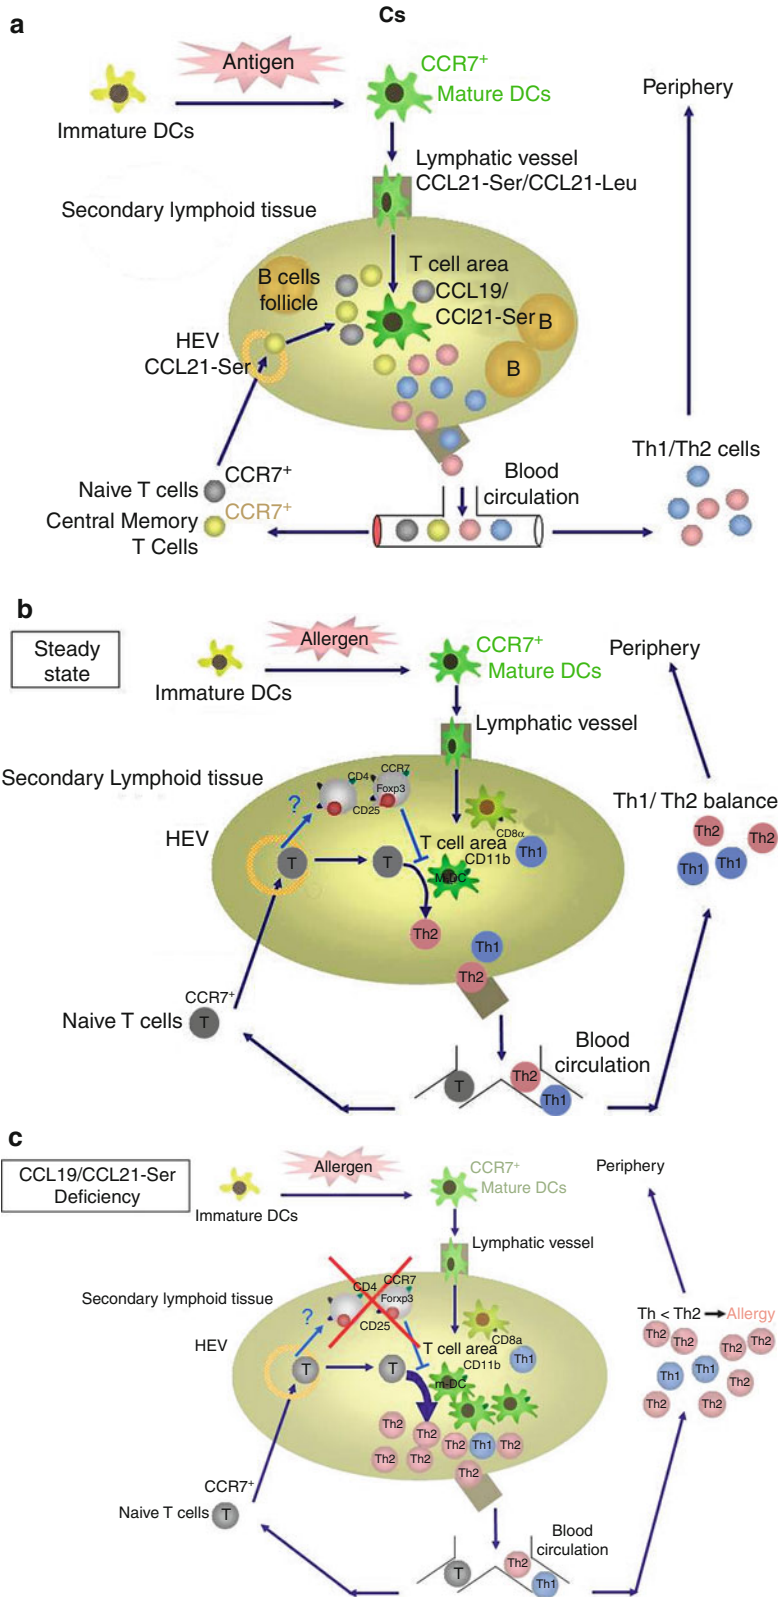 a
Cs
Antigen
CCR7+
Mature DCs
Immature DCs
Periphery
Lymphatic vessel
CCL21-Ser/CCL21-Leu
Secondary lymphoid tissue
T cell area
B cells
follicle
CCL19/
CCl21-Ser
B
B
HEV
CCL21-Ser
Th1/Th2 cells
CCR7+
Naive T cells
Blood
circulation
CCR7+
Central Memory
T Cells
b
Steady
state
Allergen
CCR7+
Mature DCs
Periphery
Immature DCs
Lymphatic vessel
Secondary Lymphoid tissue
CD4
CCR7
Foxp3
CD25
?
Th1/ Th2 balance
CD8α
HEV
T cell area
CD11b
Th1
T
T
M-DC
Th2
Th2
Th1
Th1
Th2
Th1
Th2
CCR7+
Naive T cells
T
Blood
circulation
T
Th2
Th1
c
CCL19/CCL21-Ser
Deficiency
Allergen
CCR7+
Mature DCs
Periphery
Immature DCs
Lymphatic vessel
Secondary lymphoid tissue
CD4
CCR7
Forxp3
CD25
?
Th < Th2
Allergy
HEV
T cell area
CD8a
CD11b
Th1
T
T
m-DC
Th2
Th2
Th2
Th2
Th1
Th1
Th2
Th2
Th2
Th2
Th2
Th2
Th1
Th2
Th2
Th2
Th2
CCR7+
Naive T cells
T
Blood
circulation
T
Th2
Th1